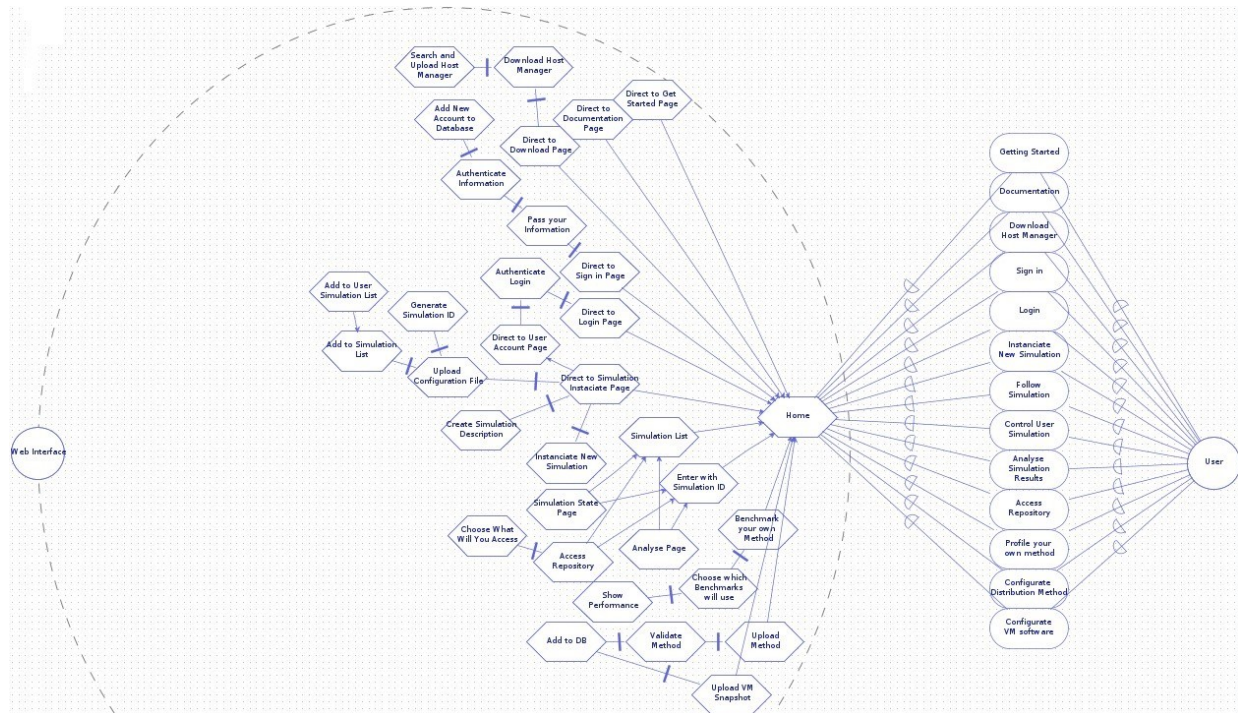 Search and
Upload Host
Manager
Download Host
Manager
Direct to Get
Started Page
Add New
Account to
Database
Direct to
Documentation
Page
Direct to
Download Page
Authenticate
Information
Pass your
Information
Authenticate
Login
Direct to
Sign in Page
Add to User
Simulation List
Generate
Simulation ID
Direct to
Login Page
Add to Simulation
List
Direct to User
Account Page
Upload
Configuration File
Direct to Simulation
Instaciate Page
Create Simulation
Description
Simulation List
Instanciate New
Simulation
Enter with
Simulation ID
Simulation State
Page
Choose What
Will You Access
Access
Repository
Analyse Page
Benchmark
your own
Method
Show
Performance
Choose which
Benchmarks
will use
Add to DB
Validate
Method
Upload
Method
Upload VM
Snapshot
Web Interface
Home
Getting Started
Documentation
Download
Host Manager
Sign in
Login
Instanciate
New Simulation
Follow
Simulation
Control User
Simulation
Analyse
Simulation
Results
Access
Repository
Profile your
own method
Configurate
Distribution Method
Configurate
VM software
User